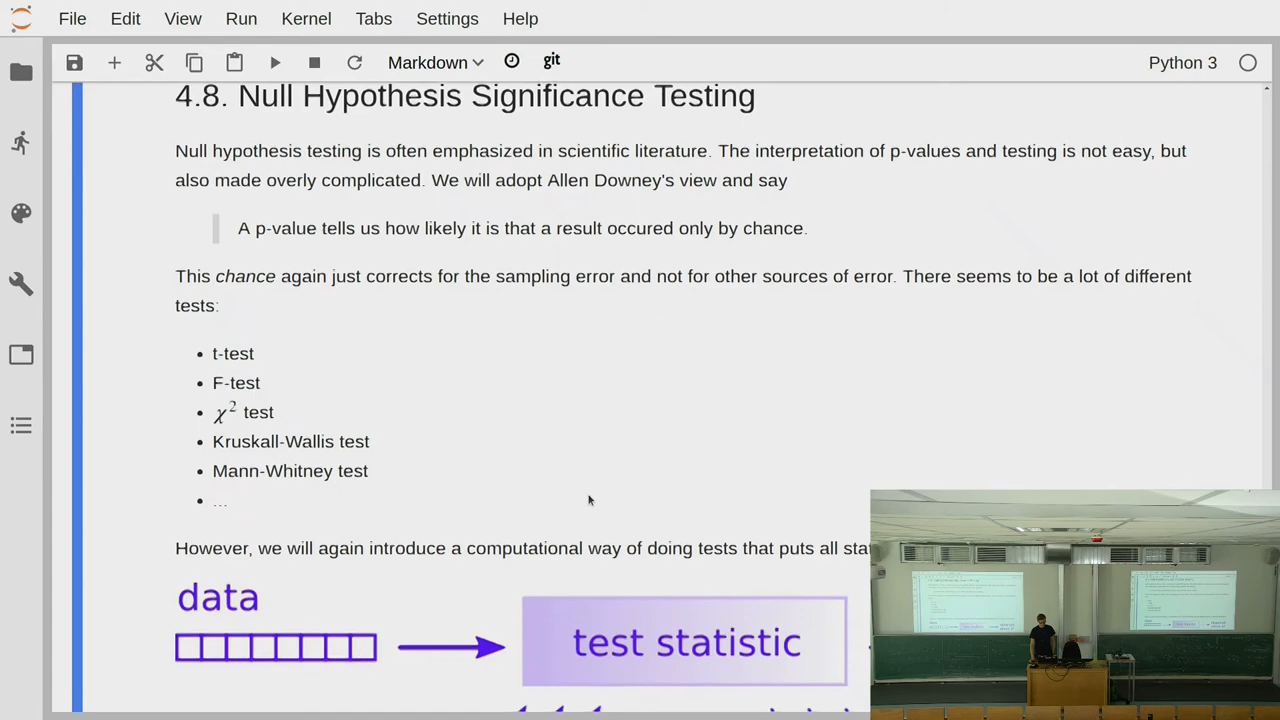 File Edit View Run Kernel Tabs Settings Help
Markdown git Python 3
4.8. Null Hypothesis Significance Testing
Null hypothesis testing is often emphasized in scientific literature. The interpretation of p-values and testing is not easy, but
also made overly complicated. We will adopt Allen Downey's view and say
A p-value tells us how likely it is that a result occured only by chance.
This chance again just corrects for the sampling error and not for other sources of error. There seems to be a lot of different
tests:
• t-test
• F-test
• χ² test
• Kruskall-Wallis test
• Mann-Whitney test
• ...
However, we will again introduce a computational way of doing tests that puts all
data
test statistic